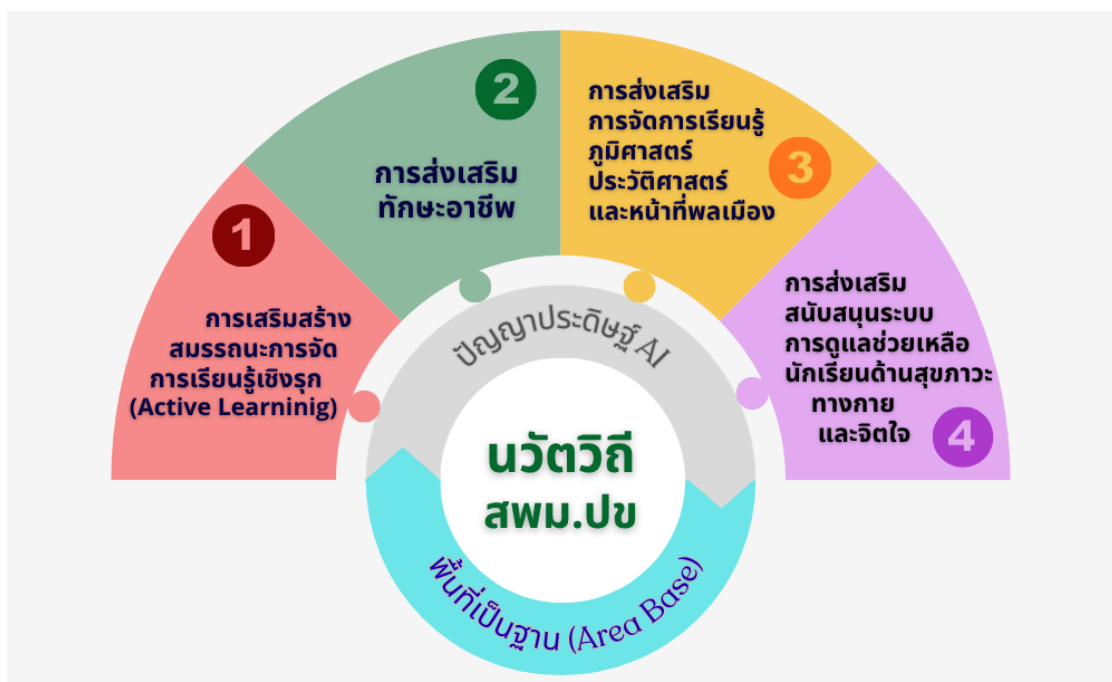 1
การเสริมสร้าง
สมรรถนะการจัด
การเรียนรู้เชิงรุก
(Active Learninig)
2
การส่งเสริม
ทักษะอาชีพ
การส่งเสริม
การจัดการเรียนรู้
ภูมิศาสตร์
ประวัติศาสตร์
และหน้าที่พลเมือง
3
การส่งเสริม
สนับสนุนระบบ
การดูแลช่วยเหลือ
นักเรียนด้านสุขภาวะ
ทางกาย
และจิตใจ
4
ปัญญาประดิษฐ์ AI
นวัตวิถี
สพม.ปข
พื้นที่เป็นฐาน (Area Base)